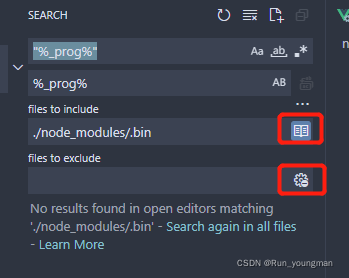 SEARCH
"%_prog%"
Aa ab .*
%_prog%
AB
...
files to include
./node_modules/.bin
files to exclude
No results found in open editors matching
'./node_modules/.bin' - Search again in all files
- Learn More
CSDN @Run_youngman